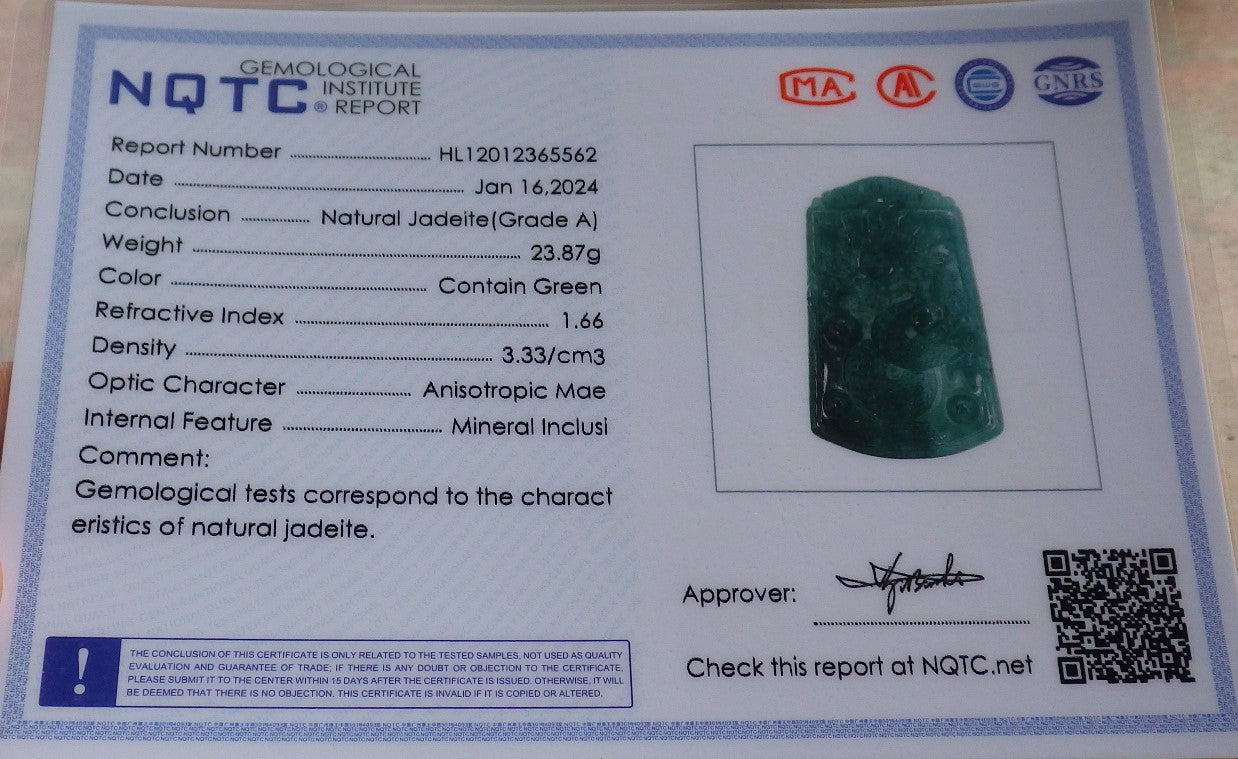 NQTC® GEMOLOGICAL INSTITUTE REPORT
MA
GNRS
Report Number HL12012365562
Date Jan 16,2024
Conclusion Natural Jadeite(Grade A)
Weight 23.87g
Color Contain Green
Refractive Index 1.66
Density 3.33/cm3
Optic Character Anisotropic Mae
Internal Feature Mineral Inclusi
Comment:
Gemological tests correspond to the charact
eristics of natural jadeite.
Approver:
Check this report at NQTC.net
!
THE CONCLUSION OF THIS CERTIFICATE IS ONLY RELATED TO THE TESTED SAMPLES, NOT USED AS QUALITY
EVALUATION AND GUARANTEE OF TRADE; IF THERE IS ANY DOUBT OR OBJECTION TO THE CERTIFICATE,
PLEASE SUBMIT IT TO THE CENTER WITHIN 15 DAYS AFTER THE CERTIFICATE IS ISSUED. OTHERWISE, IT WILL
BE DEEMED THAT THERE IS NO OBJECTION. THIS CERTIFICATE IS INVALID IF IT IS COPIED OR ALTERED.